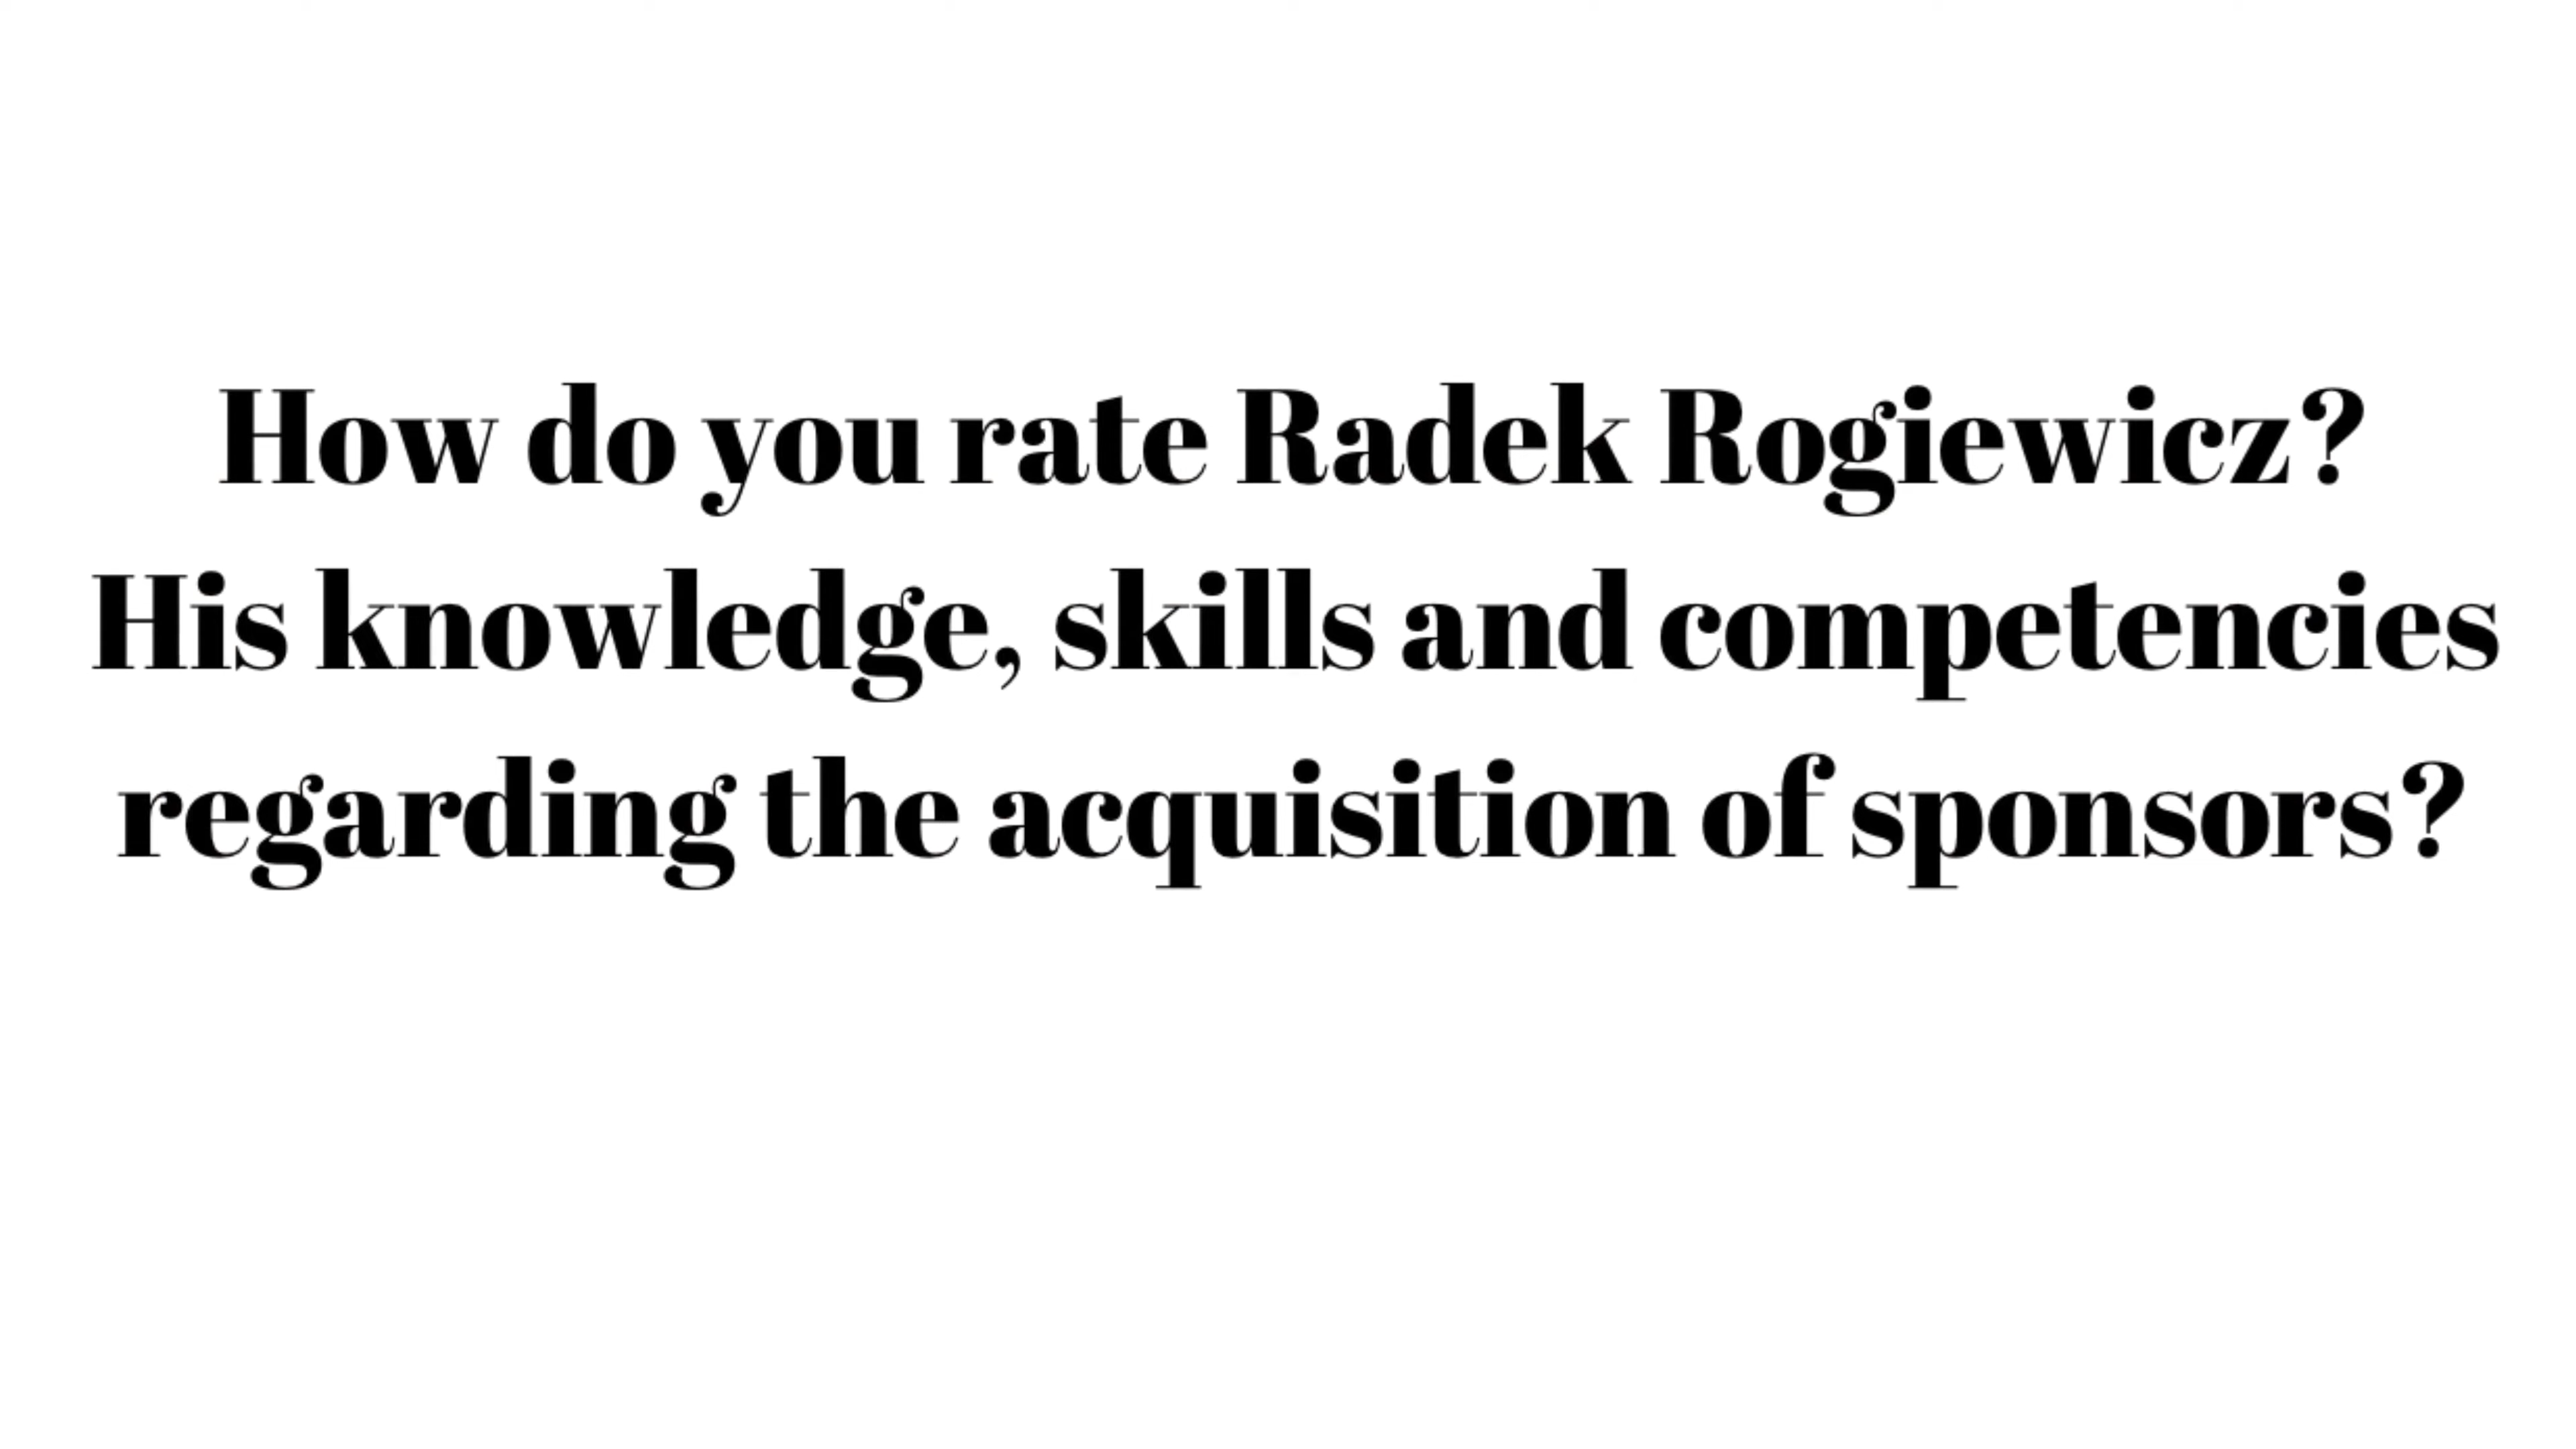 How do you rate Radek Rogiewicz?
His knowledge, skills and competencies
regarding the acquisition of sponsors?